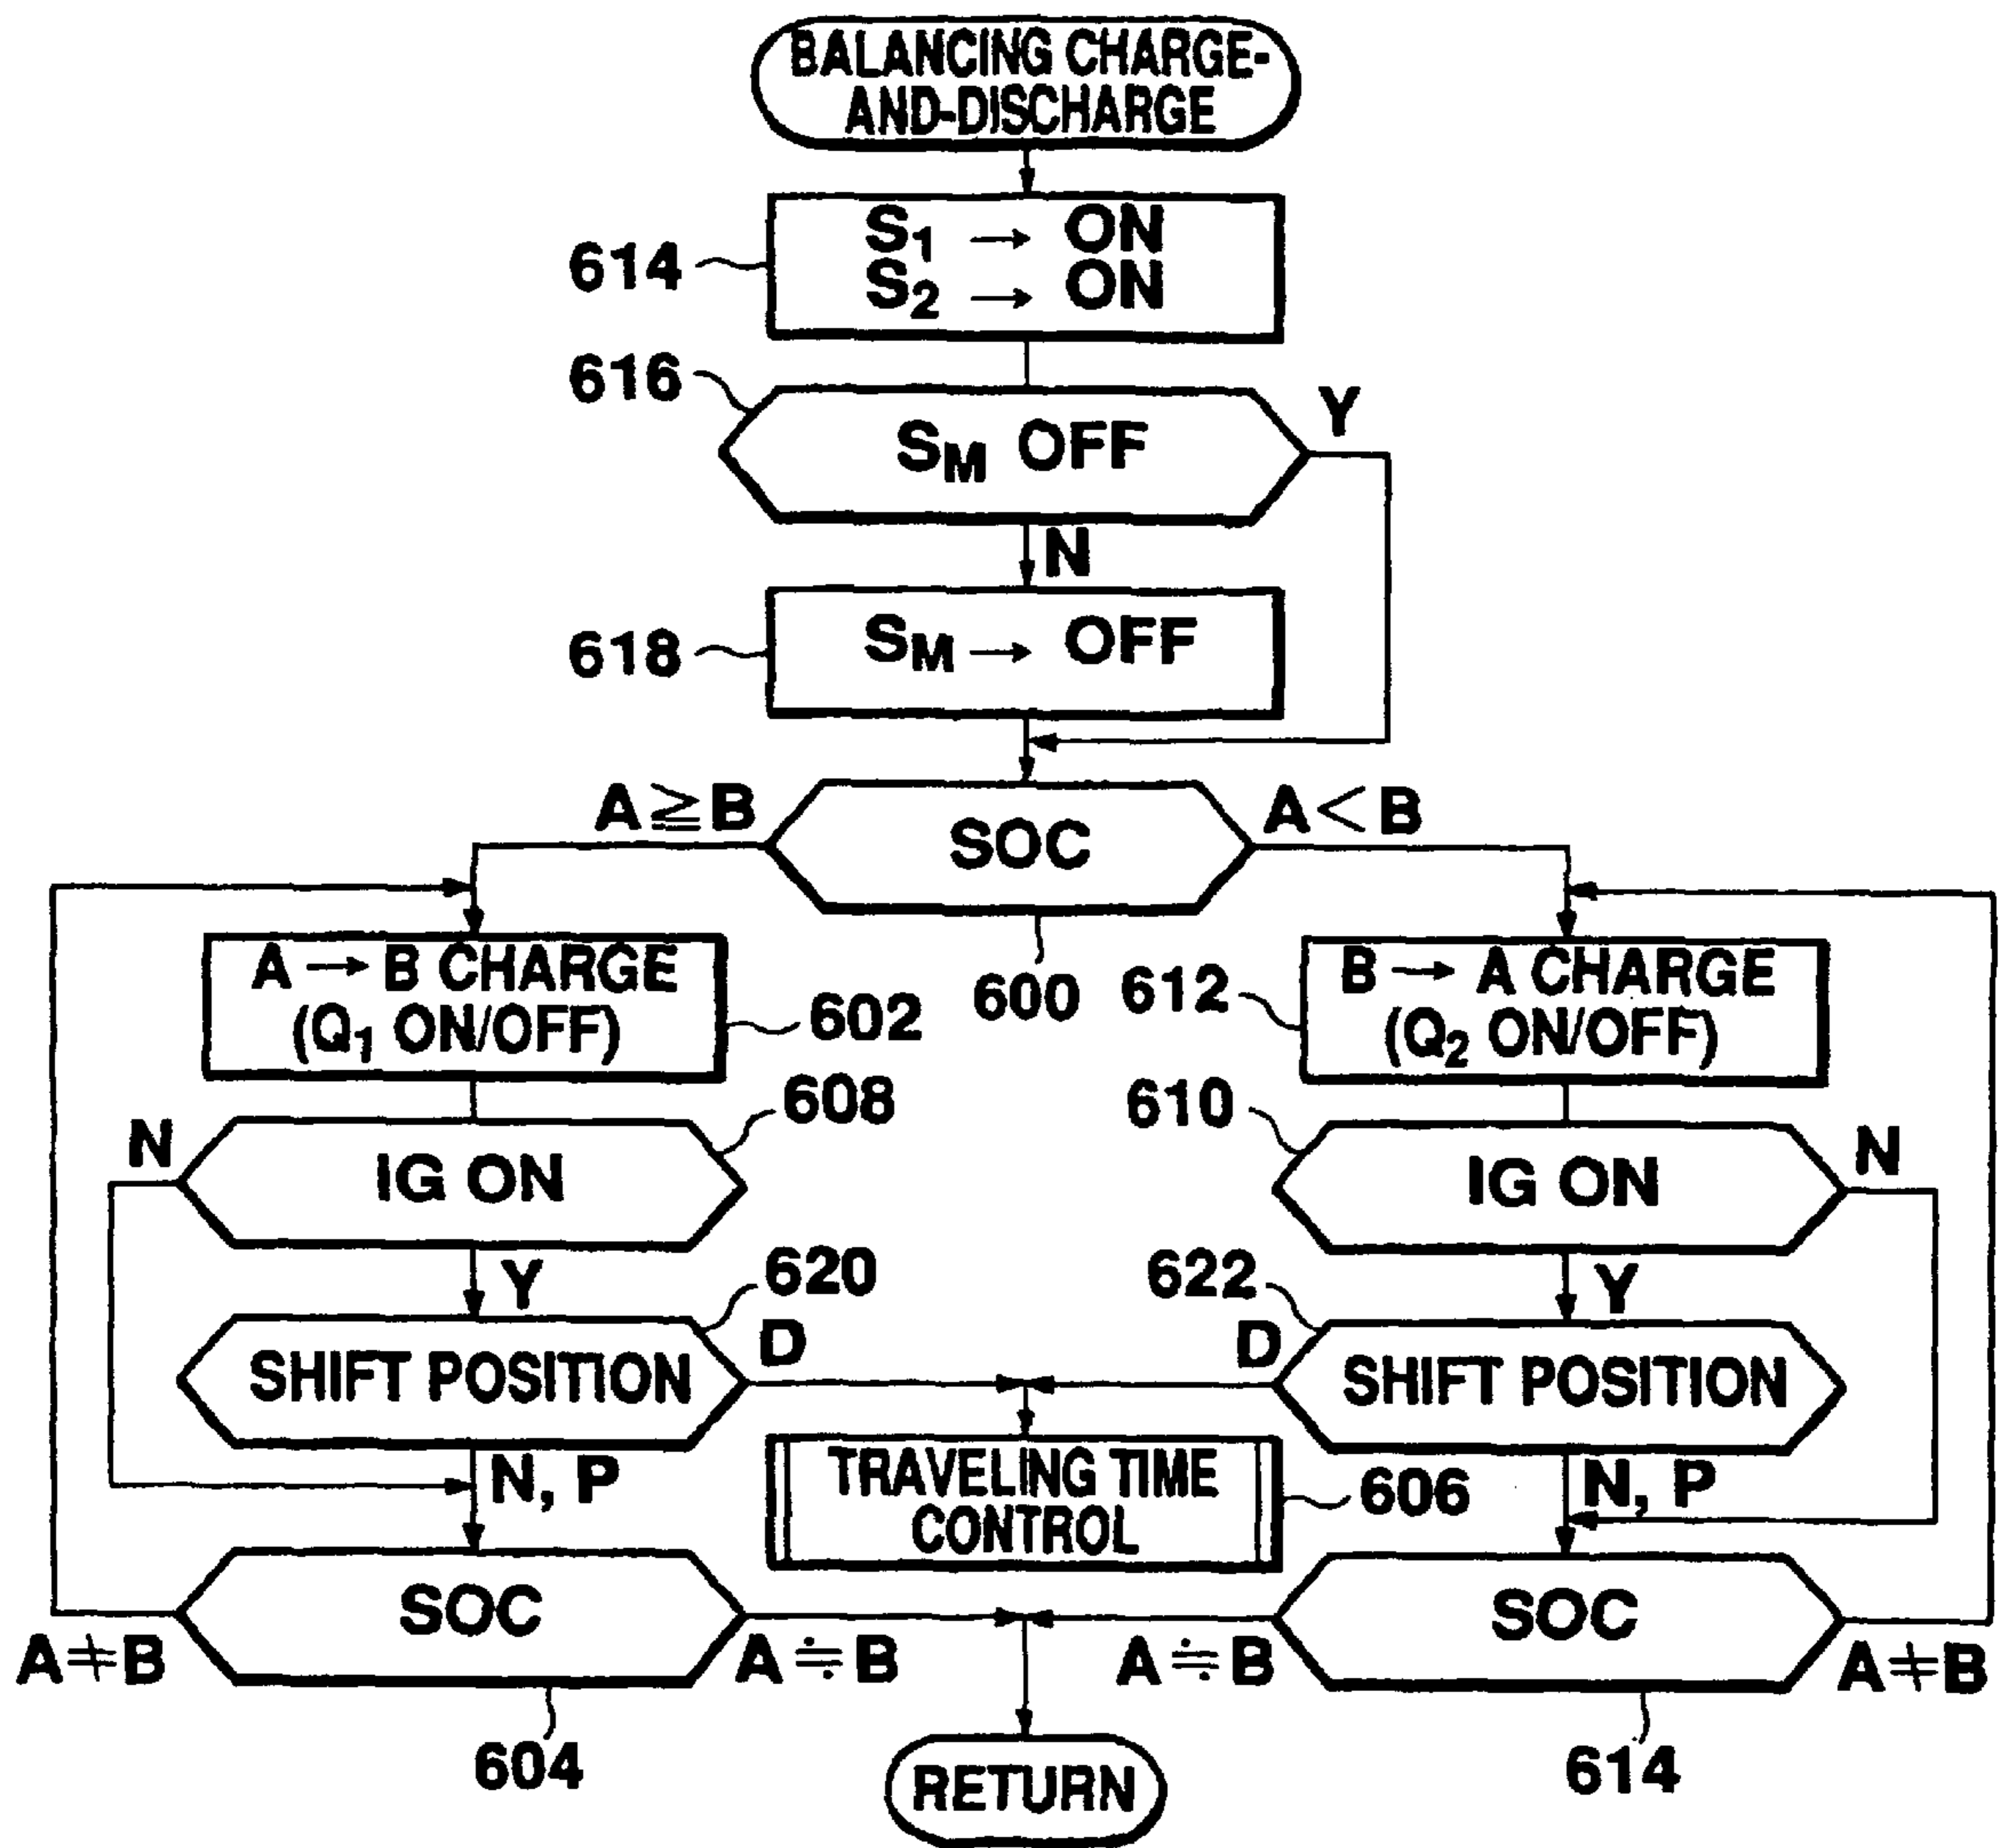 BALANCING CHARGE-
AND-DISCHARGE
S1 → ON
S2 → ON
614
616
SM OFF
Y
N
618
SM → OFF
A≧B
SOC
A<B
600
A → B CHARGE
(Q1 ON/OFF)
602
612
B → A CHARGE
(Q2 ON/OFF)
608
610
N
IG ON
Y
IG ON
N
Y
620
622
SHIFT POSITION
D
D
SHIFT POSITION
N, P
TRAVELING TIME
CONTROL
606
N, P
SOC
A≠B
A≒B
A≒B
SOC
A≠B
604
RETURN
614